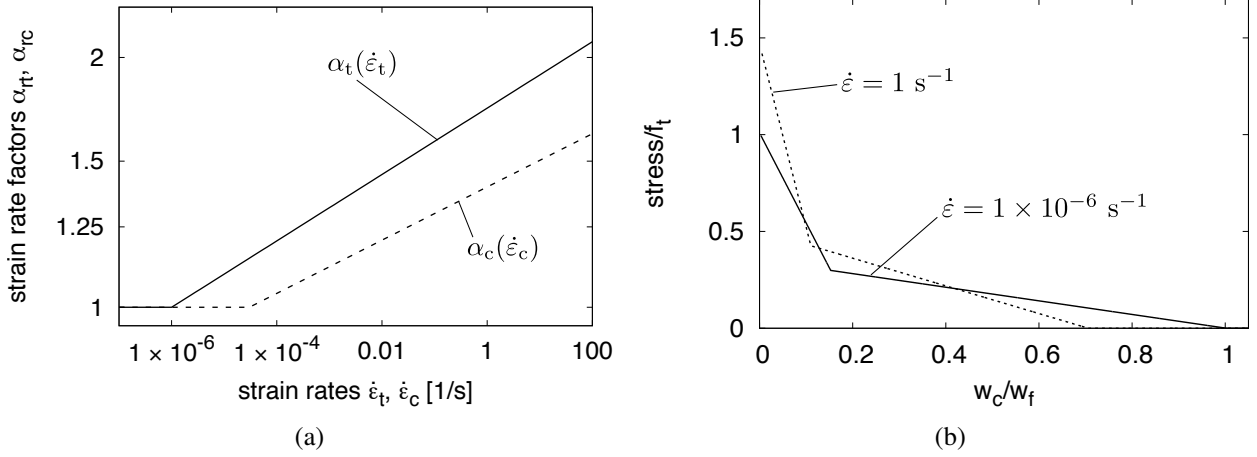 strain rate factors α_rt, α_rc
2
1.5
1.25
1
α_t(ε̇_t)
α_c(ε̇_c)
1 × 10^-6
1 × 10^-4
0.01
1
100
strain rates ε̇_t, ε̇_c [1/s]
(a)
stress/f_t
1.5
1
0.5
0
ε̇ = 1 s^−1
ε̇ = 1 × 10^−6 s^−1
0
0.2
0.4
0.6
0.8
1
w_c/w_f
(b)